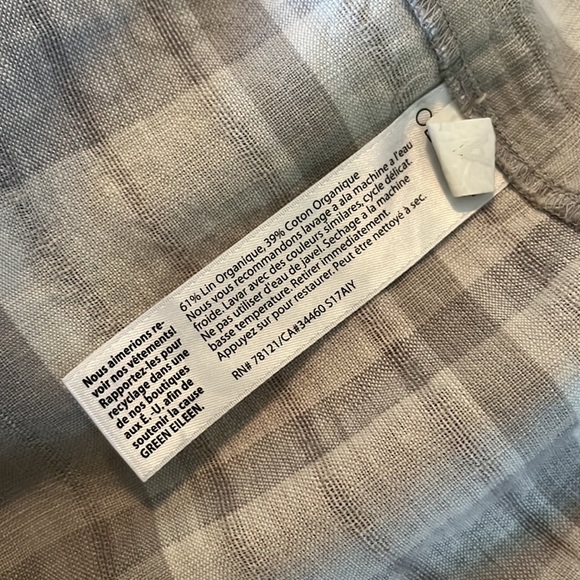 61% Lin Organique, 39% Coton Organique
Nous vous recommandons lavage a ala machine a l'eau
froide. Lavar avec des couleurs similares, cycle délicat.
Ne pas utiliser d'eau de javel. Sechage a la machine
basse temperature. Retirer immediatement.
Appuyez sur pour restaurer. Peut être nettoyé à sec.
RN# 78121/CA#34460 S17AIY
Nous aimerions re-
voir nos vêtements!
Rapportez-les pour
recyclage dans une
de nos boutiques
aux É.-U. afin de
soutenir la cause
GREEN EILEEN.